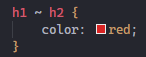 h1 ~ h2 {
    color: red;
}